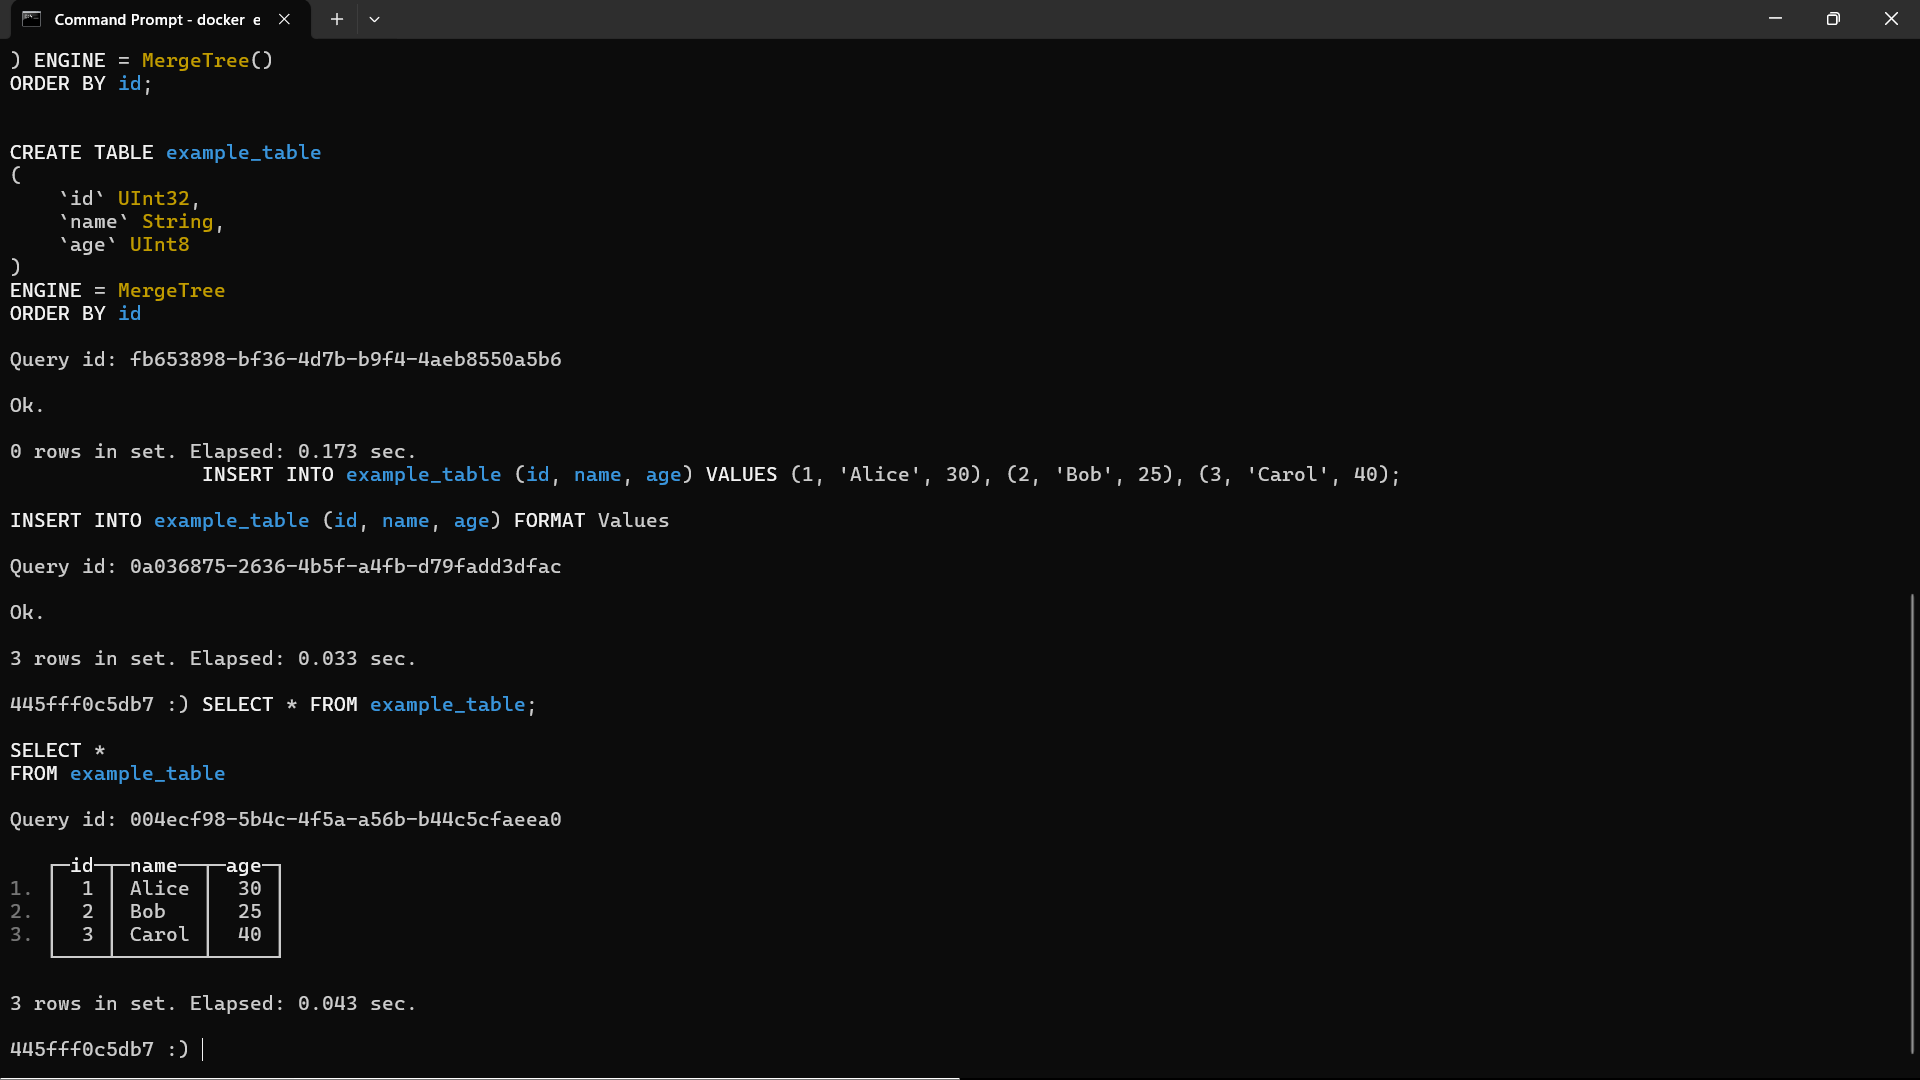 Command Prompt - docker e
) ENGINE = MergeTree()
ORDER BY id;
CREATE TABLE example_table
(
    `id` UInt32,
    `name` String,
    `age` UInt8
)
ENGINE = MergeTree
ORDER BY id
Query id: fb653898-bf36-4d7b-b9f4-4aeb8550a5b6
Ok.
0 rows in set. Elapsed: 0.173 sec.
INSERT INTO example_table (id, name, age) VALUES (1, 'Alice', 30), (2, 'Bob', 25), (3, 'Carol', 40);
INSERT INTO example_table (id, name, age) FORMAT Values
Query id: 0a036875-2636-4b5f-a4fb-d79fadd3dfac
Ok.
3 rows in set. Elapsed: 0.033 sec.
445fff0c5db7 :) SELECT * FROM example_table;
SELECT *
FROM example_table
Query id: 004ecf98-5b4c-4f5a-a56b-b44c5cfaeea0
id name age
1. 1 Alice 30
2. 2 Bob 25
3. 3 Carol 40
3 rows in set. Elapsed: 0.043 sec.
445fff0c5db7 :)